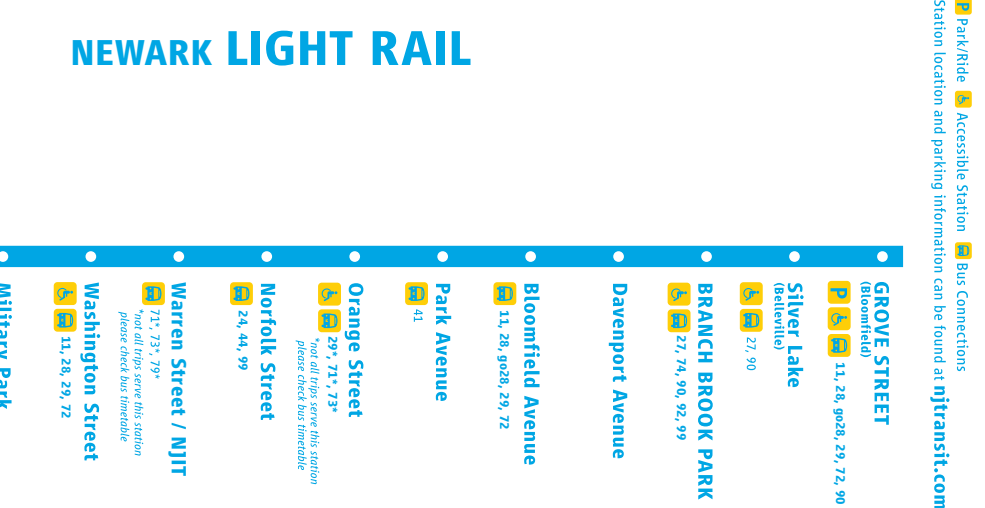 NEWARK LIGHT RAIL
P Park/Ride Accessible Station Bus Connections
Station location and parking information can be found at njtransit.com
GROVE STREET
(Bloomfield)
P 11, 28, go28, 29, 72, 90
Silver Lake
(Belleville)
27, 90
BRANCH BROOK PARK
27, 74, 90, 92, 99
Davenport Avenue
Bloomfield Avenue
11, 28, go28, 29, 72
Park Avenue
41
Orange Street
29*, 71*, 73*
*not all trips serve this station
please check bus timetable
Norfolk Street
24, 44, 99
Warren Street / NJIT
71*, 73*, 79*
*not all trips serve this station
please check bus timetable
Washington Street
11, 28, 29, 72
Military Park